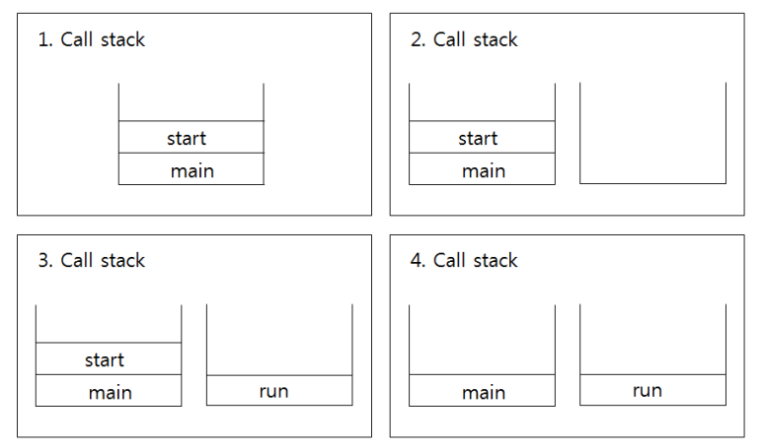 1. Call stack
start
main
2. Call stack
start
main
3. Call stack
start
main
run
4. Call stack
main
run